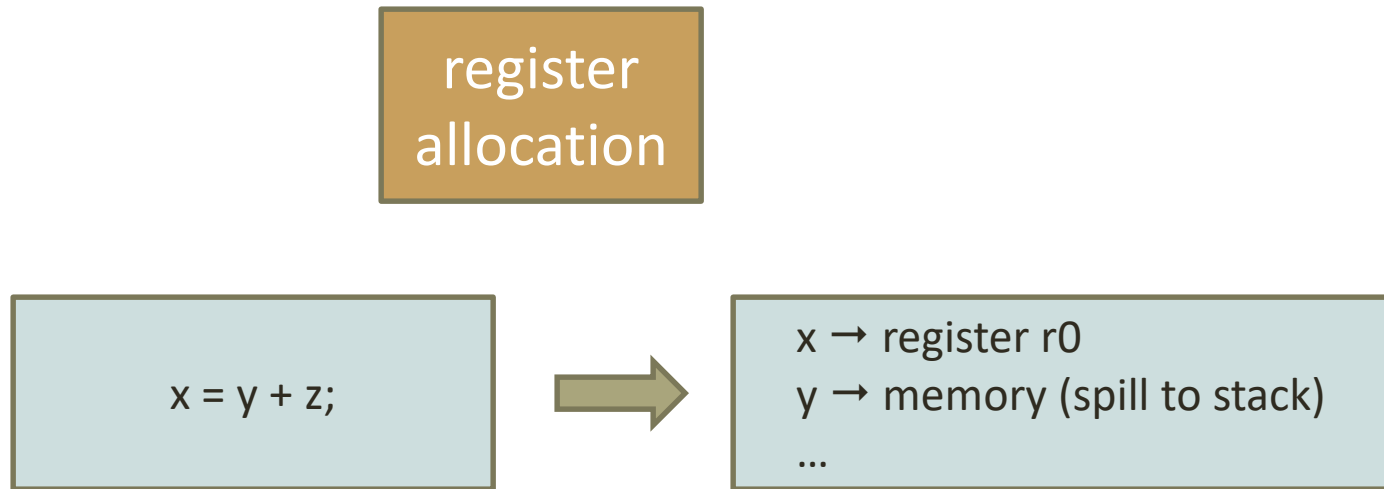 register
allocation
x = y + z;
x → register r0
y → memory (spill to stack)
...